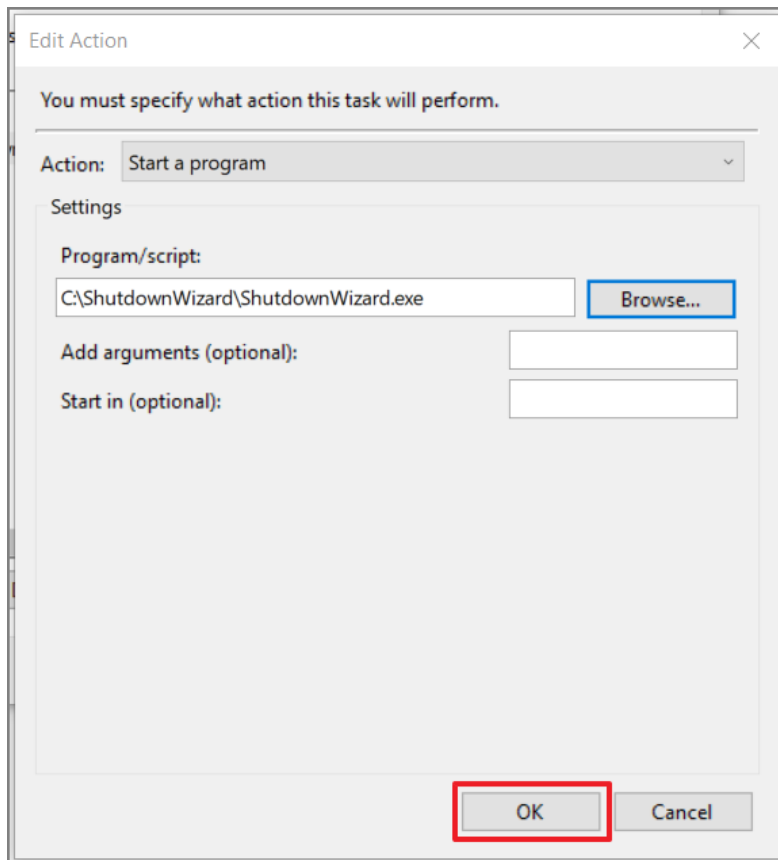 Edit Action
You must specify what action this task will perform.
Action: Start a program
Settings
Program/script:
C:\ShutdownWizard\ShutdownWizard.exe Browse...
Add arguments (optional):
Start in (optional):
OK Cancel